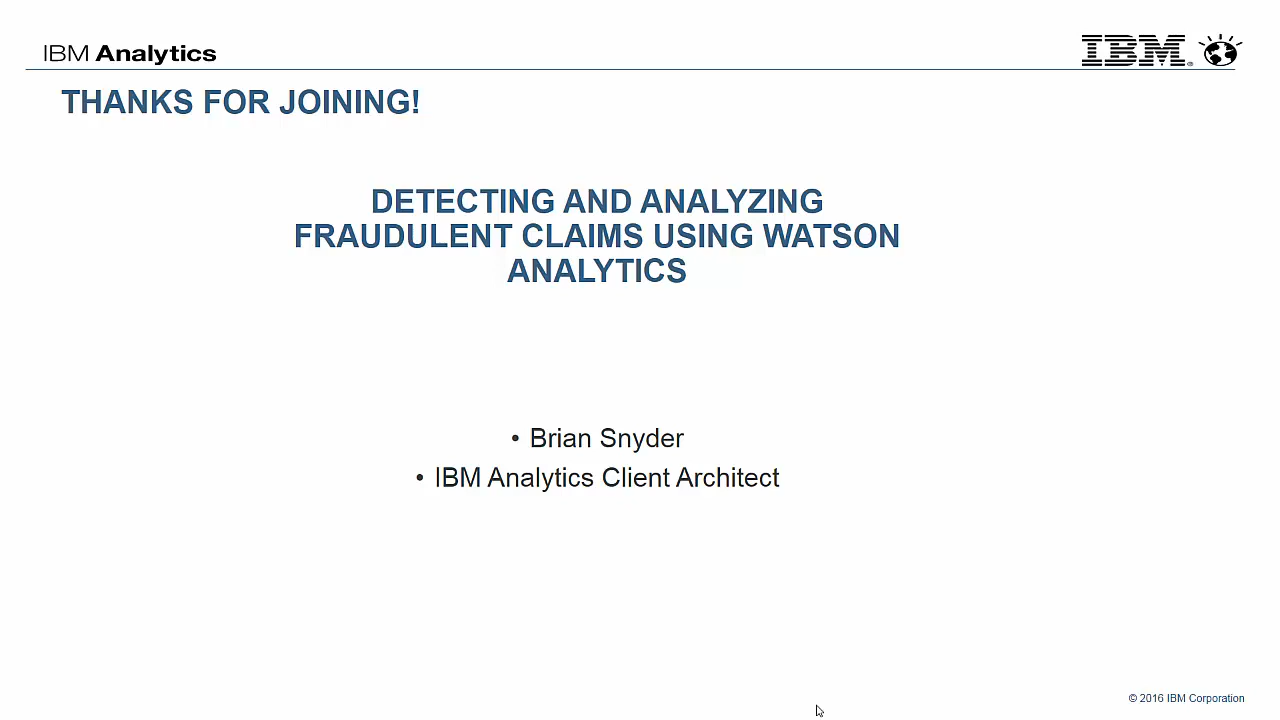 IBM Analytics
IBM
THANKS FOR JOINING!
DETECTING AND ANALYZING
FRAUDULENT CLAIMS USING WATSON
ANALYTICS
• Brian Snyder
• IBM Analytics Client Architect
© 2016 IBM Corporation